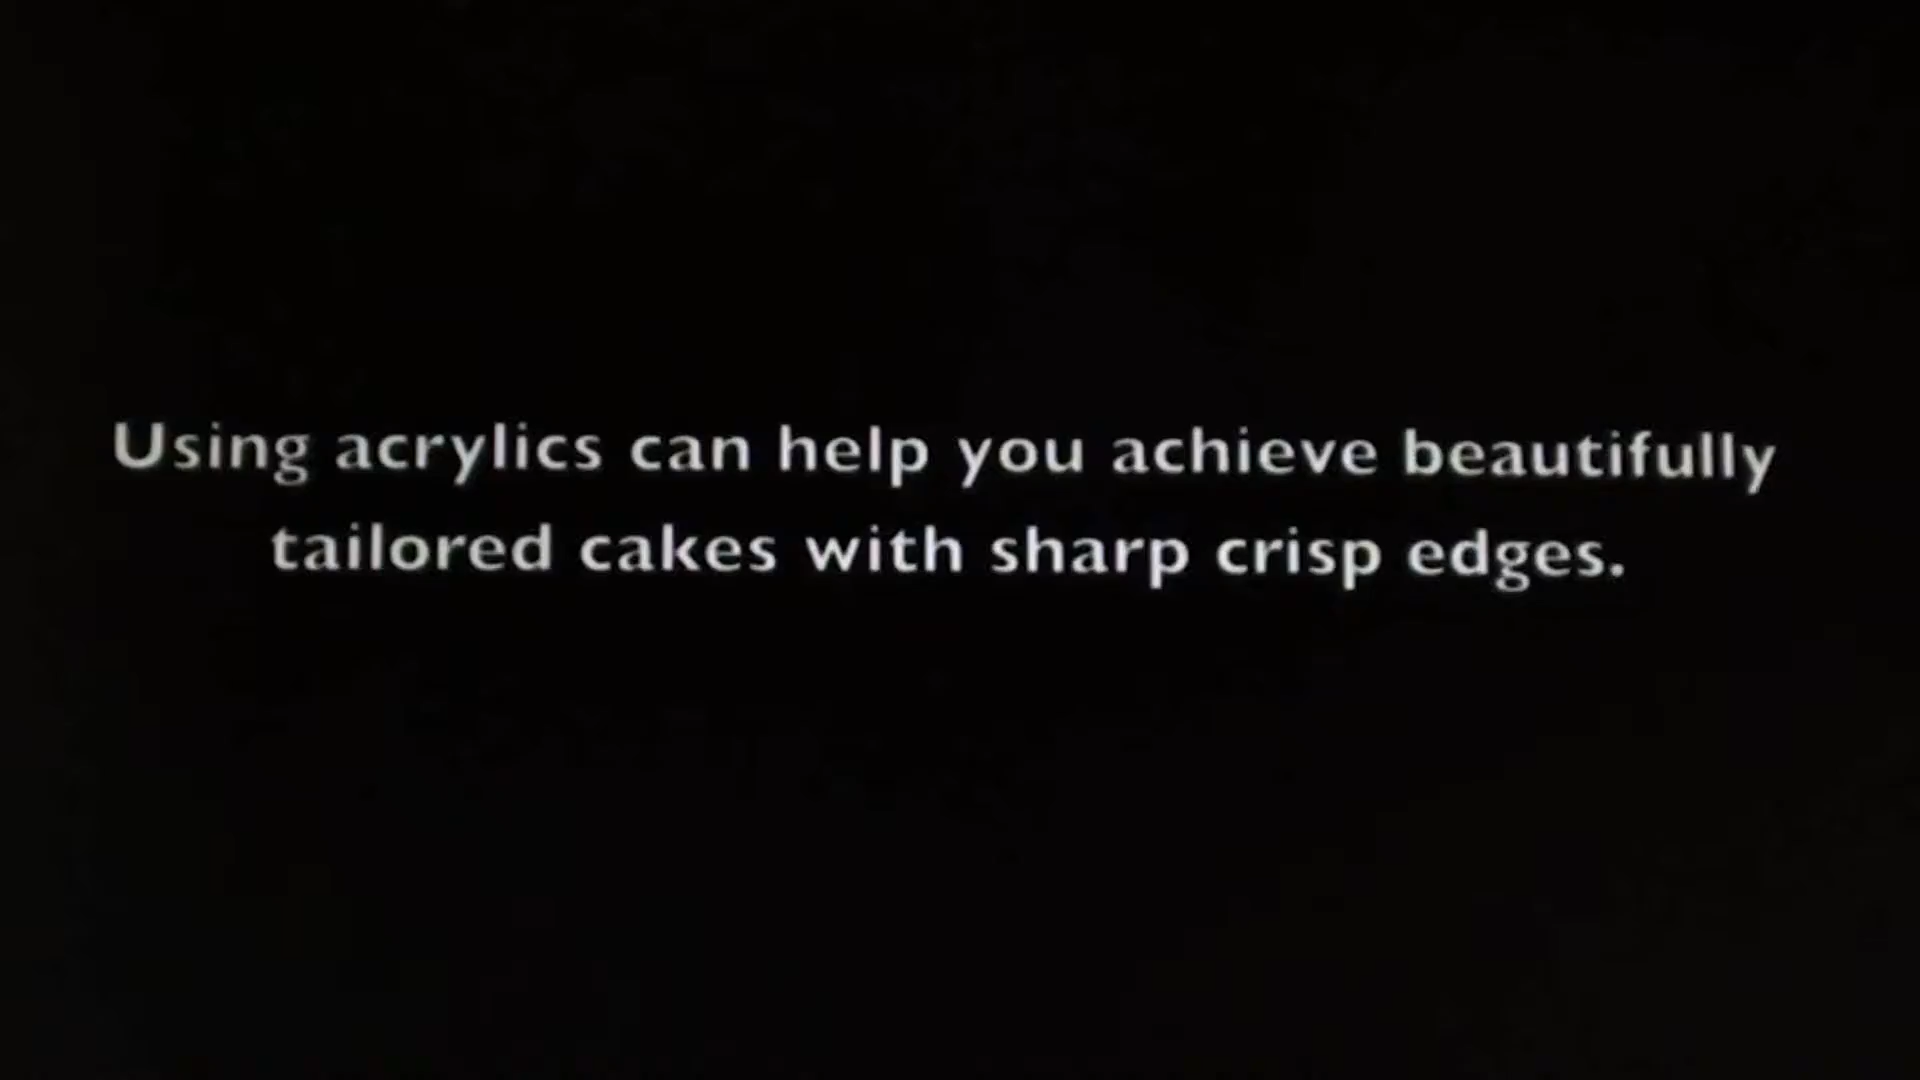 Using acrylics can help you achieve beautifully
tailored cakes with sharp crisp edges.